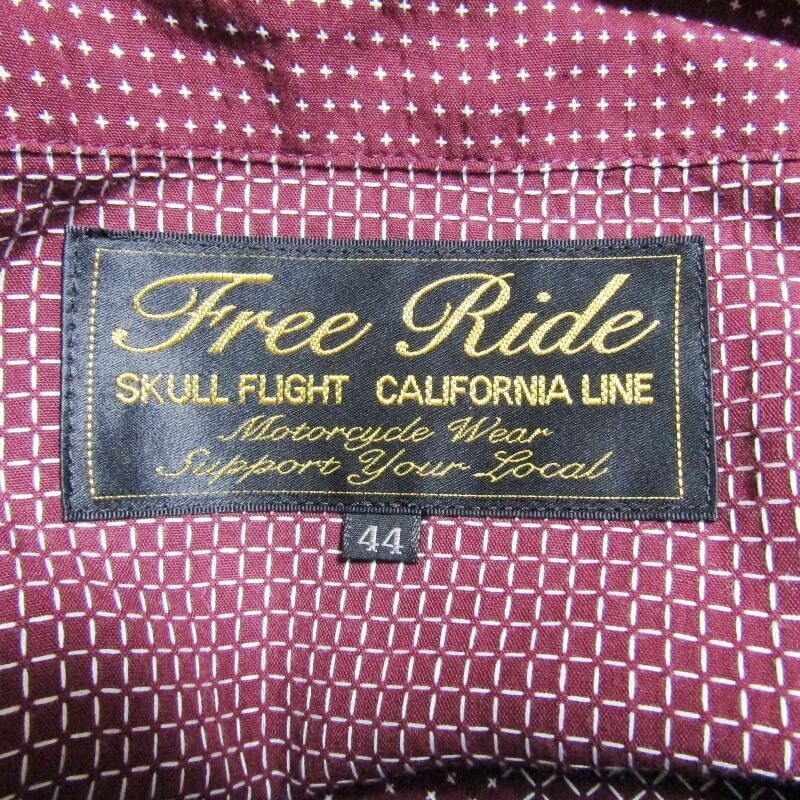 Free Ride
SKULL FLIGHT CALIFORNIA LINE
Motorcycle Wear
Support Your Local
44